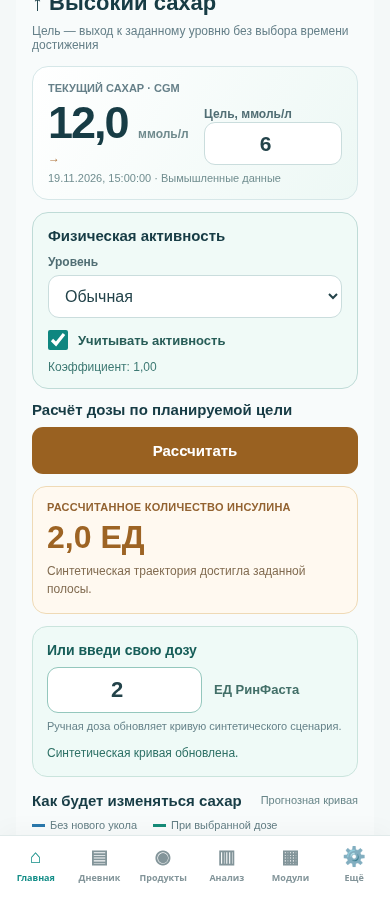 ↑ Высокий сахар
Цель — выход к заданному уровню без выбора времени
достижения
ТЕКУЩИЙ САХАР · CGM
12,0 ммоль/л
Цель, ммоль/л
6
→
19.11.2026, 15:00:00 · Вымышленные данные
Физическая активность
Уровень
Обычная
Учитывать активность
Коэффициент: 1,00
Расчёт дозы по планируемой цели
Рассчитать
РАССЧИТАННОЕ КОЛИЧЕСТВО ИНСУЛИНА
2,0 ЕД
Синтетическая траектория достигла заданной
полосы.
Или введи свою дозу
2 ЕД РинФаста
Ручная доза обновляет кривую синтетического сценария.
Синтетическая кривая обновлена.
Как будет изменяться сахар Прогнозная кривая
Без нового укола При выбранной дозе
Главная Дневник Продукты Анализ Модули Ещё